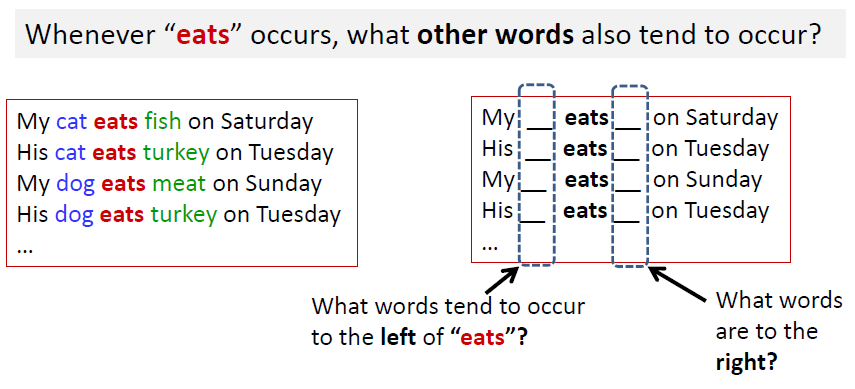 Whenever “eats” occurs, what other words also tend to occur?
My cat eats fish on Saturday
His cat eats turkey on Tuesday
My dog eats meat on Sunday
His dog eats turkey on Tuesday
...
My __ eats __ on Saturday
His __ eats __ on Tuesday
My __ eats __ on Sunday
His __ eats __ on Tuesday
...
What words tend to occur
to the left of “eats”?
What words
are to the
right?